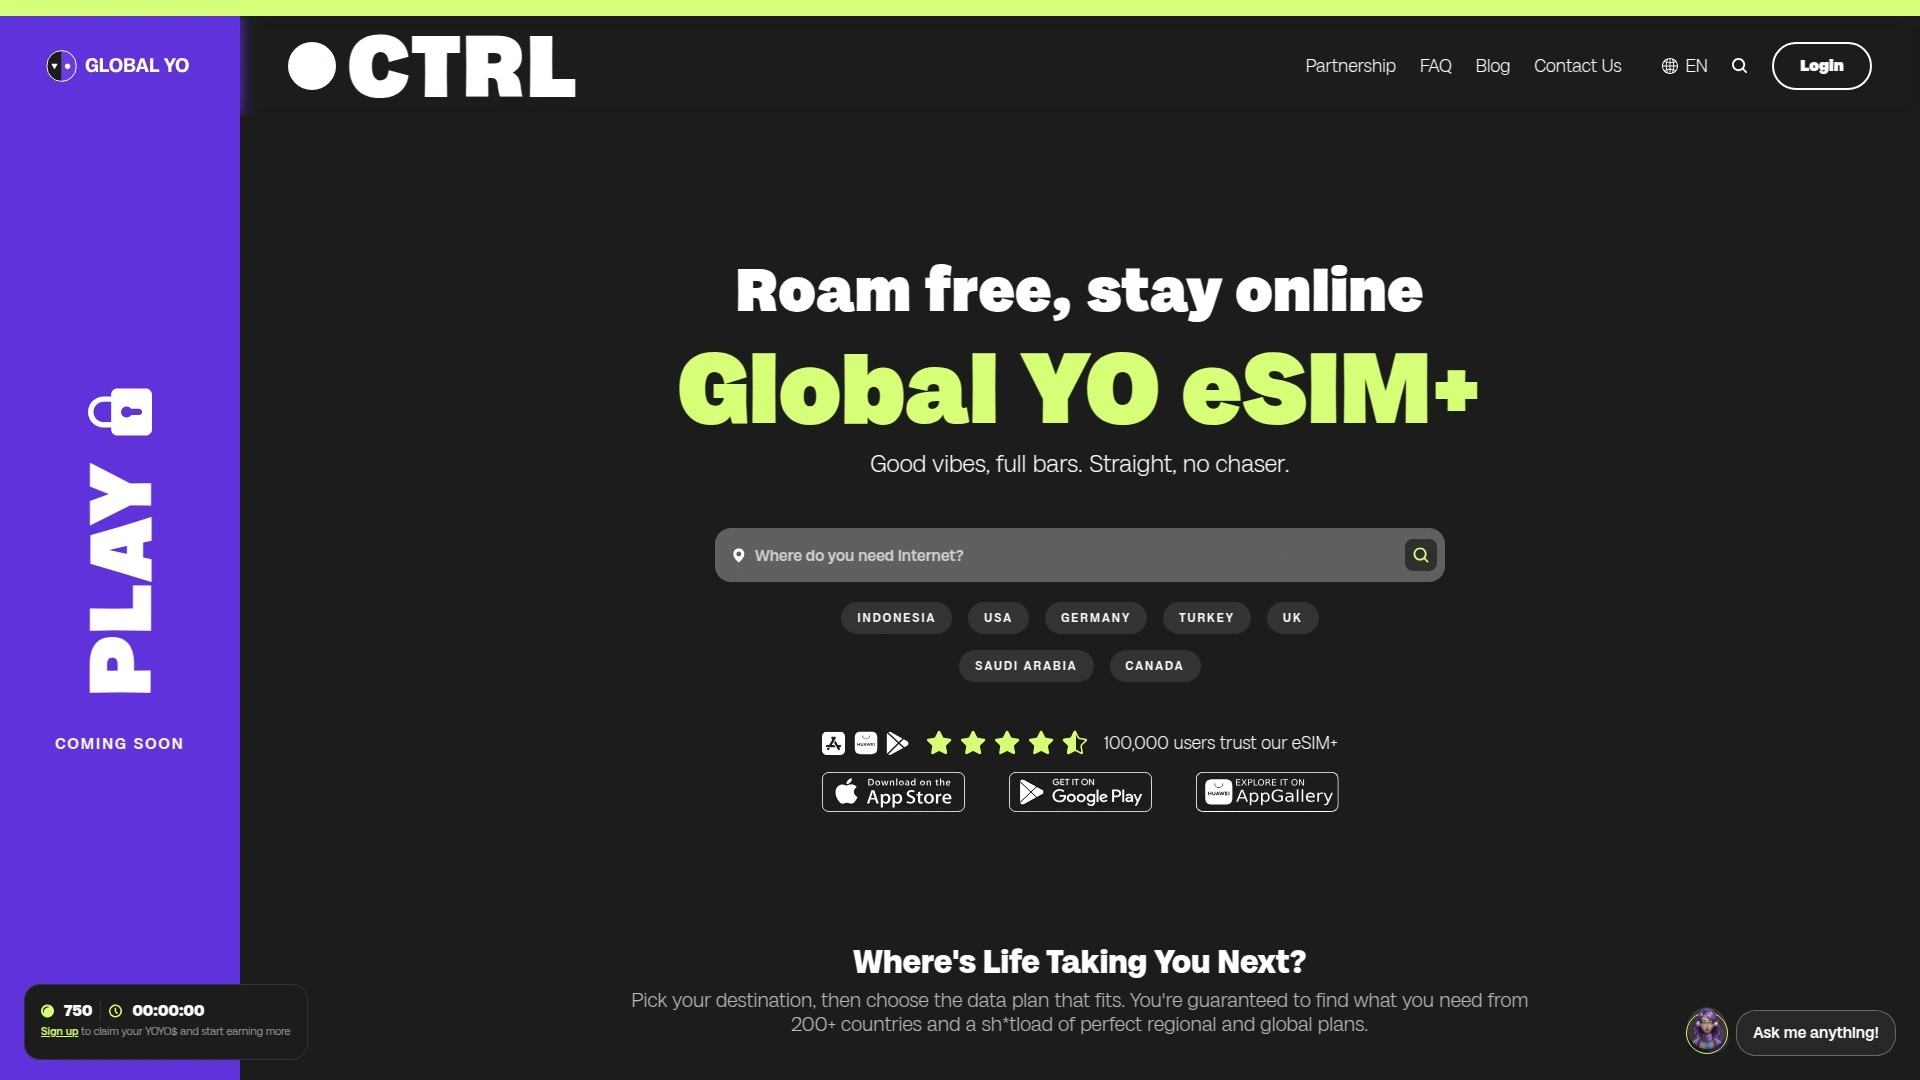 GLOBAL YO
CTRL
Partnership FAQ Blog Contact Us EN Login
PLAY
COMING SOON
Roam free, stay online
Global YO eSIM+
Good vibes, full bars. Straight, no chaser.
Where do you need Internet?
INDONESIA USA GERMANY TURKEY UK
SAUDI ARABIA CANADA
HUAWEI
100,000 users trust our eSIM+
Download on the
App Store
GET IT ON
Google Play
HUAWEI
EXPLORE IT ON
AppGallery
Where's Life Taking You Next?
Pick your destination, then choose the data plan that fits. You're guaranteed to find what you need from
200+ countries and a sh*tload of perfect regional and global plans.
750 00:00:00
Sign up to claim your YOYO$ and start earning more
Ask me anything!